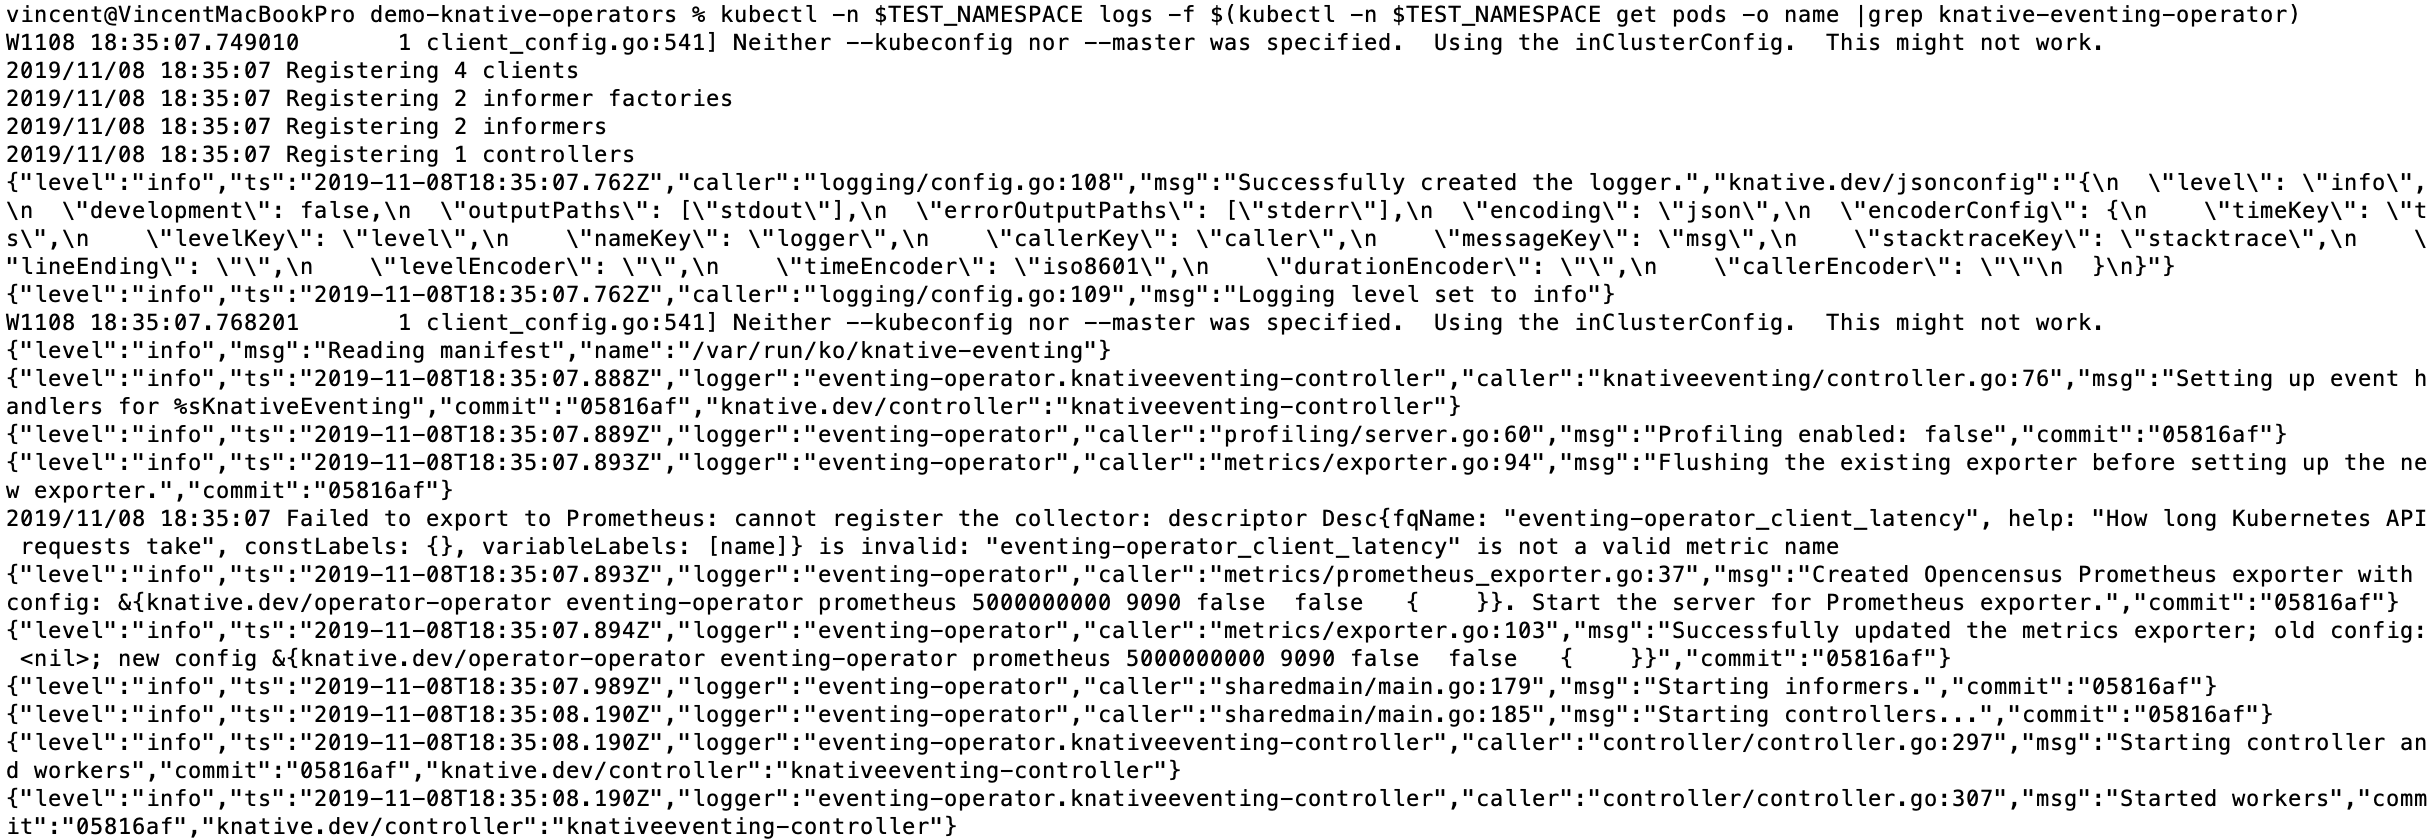 vincent@VincentMacBookPro demo-knative-operators % kubectl -n $TEST_NAMESPACE logs -f $(kubectl -n $TEST_NAMESPACE get pods -o name |grep knative-eventing-operator)
W1108 18:35:07.749010       1 client_config.go:541] Neither --kubeconfig nor --master was specified.  Using the inClusterConfig.  This might not work.
2019/11/08 18:35:07 Registering 4 clients
2019/11/08 18:35:07 Registering 2 informer factories
2019/11/08 18:35:07 Registering 2 informers
2019/11/08 18:35:07 Registering 1 controllers
{"level":"info","ts":"2019-11-08T18:35:07.762Z","caller":"logging/config.go:108","msg":"Successfully created the logger.","knative.dev/jsonconfig":"{\n  \"level\": \"info\",
\n  \"development\": false,\n  \"outputPaths\": [\"stdout\"],\n  \"errorOutputPaths\": [\"stderr\"],\n  \"encoding\": \"json\",\n  \"encoderConfig\": {\n    \"timeKey\": \"t
s\",\n    \"levelKey\": \"level\",\n    \"nameKey\": \"logger\",\n    \"callerKey\": \"caller\",\n    \"messageKey\": \"msg\",\n    \"stacktraceKey\": \"stacktrace\",\n    \
"lineEnding\": \"\",\n    \"levelEncoder\": \"\",\n    \"timeEncoder\": \"iso8601\",\n    \"durationEncoder\": \"\",\n    \"callerEncoder\": \"\"\n  }\n}"}
{"level":"info","ts":"2019-11-08T18:35:07.762Z","caller":"logging/config.go:109","msg":"Logging level set to info"}
W1108 18:35:07.768201       1 client_config.go:541] Neither --kubeconfig nor --master was specified.  Using the inClusterConfig.  This might not work.
{"level":"info","msg":"Reading manifest","name":"/var/run/ko/knative-eventing"}
{"level":"info","ts":"2019-11-08T18:35:07.888Z","logger":"eventing-operator.knativeeventing-controller","caller":"knativeeventing/controller.go:76","msg":"Setting up event h
andlers for %sKnativeEventing","commit":"05816af","knative.dev/controller":"knativeeventing-controller"}
{"level":"info","ts":"2019-11-08T18:35:07.889Z","logger":"eventing-operator","caller":"profiling/server.go:60","msg":"Profiling enabled: false","commit":"05816af"}
{"level":"info","ts":"2019-11-08T18:35:07.893Z","logger":"eventing-operator","caller":"metrics/exporter.go:94","msg":"Flushing the existing exporter before setting up the ne
w exporter.","commit":"05816af"}
2019/11/08 18:35:07 Failed to export to Prometheus: cannot register the collector: descriptor Desc{fqName: "eventing-operator_client_latency", help: "How long Kubernetes API
 requests take", constLabels: {}, variableLabels: [name]} is invalid: "eventing-operator_client_latency" is not a valid metric name
{"level":"info","ts":"2019-11-08T18:35:07.893Z","logger":"eventing-operator","caller":"metrics/prometheus_exporter.go:37","msg":"Created Opencensus Prometheus exporter with
config: &{knative.dev/operator-operator eventing-operator prometheus 5000000000 9090 false  false   {    }}. Start the server for Prometheus exporter.","commit":"05816af"}
{"level":"info","ts":"2019-11-08T18:35:07.894Z","logger":"eventing-operator","caller":"metrics/exporter.go:103","msg":"Successfully updated the metrics exporter; old config:
 <nil>; new config &{knative.dev/operator-operator eventing-operator prometheus 5000000000 9090 false  false   {    }}","commit":"05816af"}
{"level":"info","ts":"2019-11-08T18:35:07.989Z","logger":"eventing-operator","caller":"sharedmain/main.go:179","msg":"Starting informers.","commit":"05816af"}
{"level":"info","ts":"2019-11-08T18:35:08.190Z","logger":"eventing-operator","caller":"sharedmain/main.go:185","msg":"Starting controllers...","commit":"05816af"}
{"level":"info","ts":"2019-11-08T18:35:08.190Z","logger":"eventing-operator.knativeeventing-controller","caller":"controller/controller.go:297","msg":"Starting controller an
d workers","commit":"05816af","knative.dev/controller":"knativeeventing-controller"}
{"level":"info","ts":"2019-11-08T18:35:08.190Z","logger":"eventing-operator.knativeeventing-controller","caller":"controller/controller.go:307","msg":"Started workers","comm
it":"05816af","knative.dev/controller":"knativeeventing-controller"}